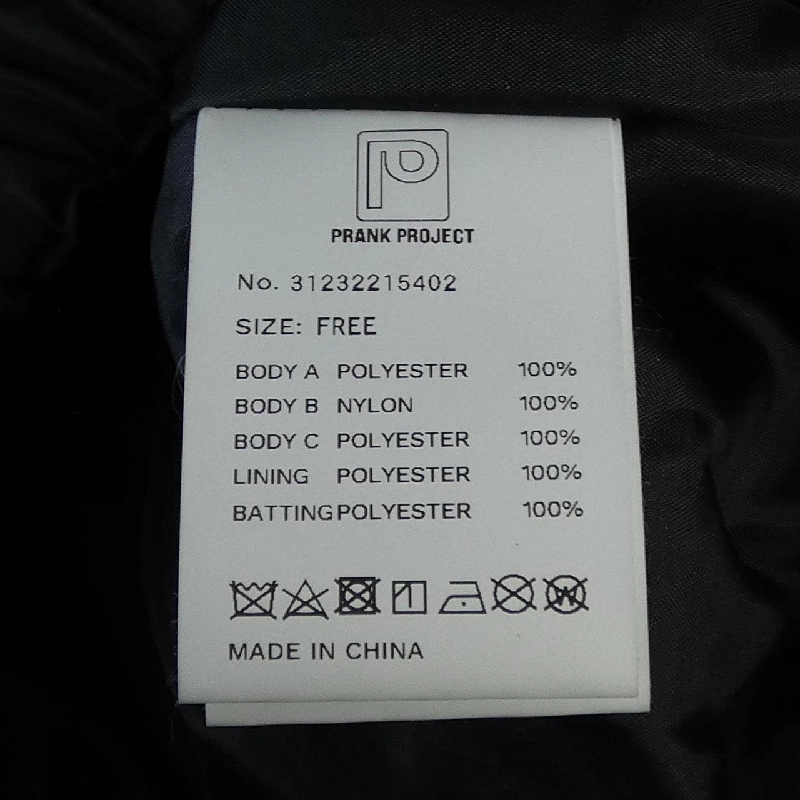 PRANK PROJECT
No. 31232215402
SIZE: FREE
BODY A POLYESTER 100%
BODY B NYLON 100%
BODY C POLYESTER 100%
LINING POLYESTER 100%
BATTING POLYESTER 100%
W
MADE IN CHINA